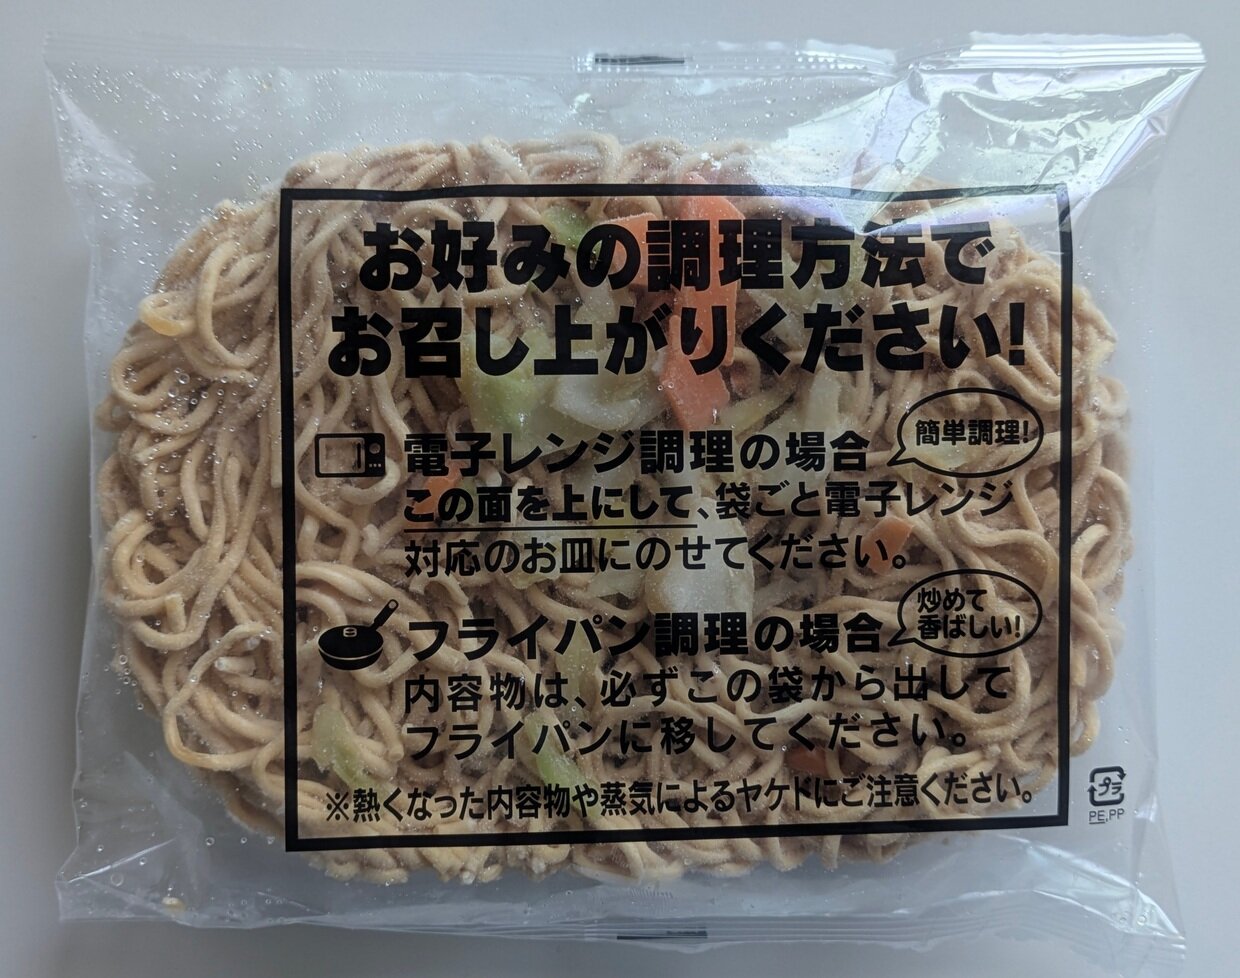 お好みの調理方法で
お召し上がりください!
電子レンジ調理の場合
簡単調理!
この面を上にして、袋ごと電子レンジ
対応のお皿にのせてください。
フライパン調理の場合
炒めて
香ばしい!
内容物は、必ずこの袋から出して
フライパンに移してください。
※熱くなった内容物や蒸気によるヤケドにご注意ください。
プラ
PE,PP